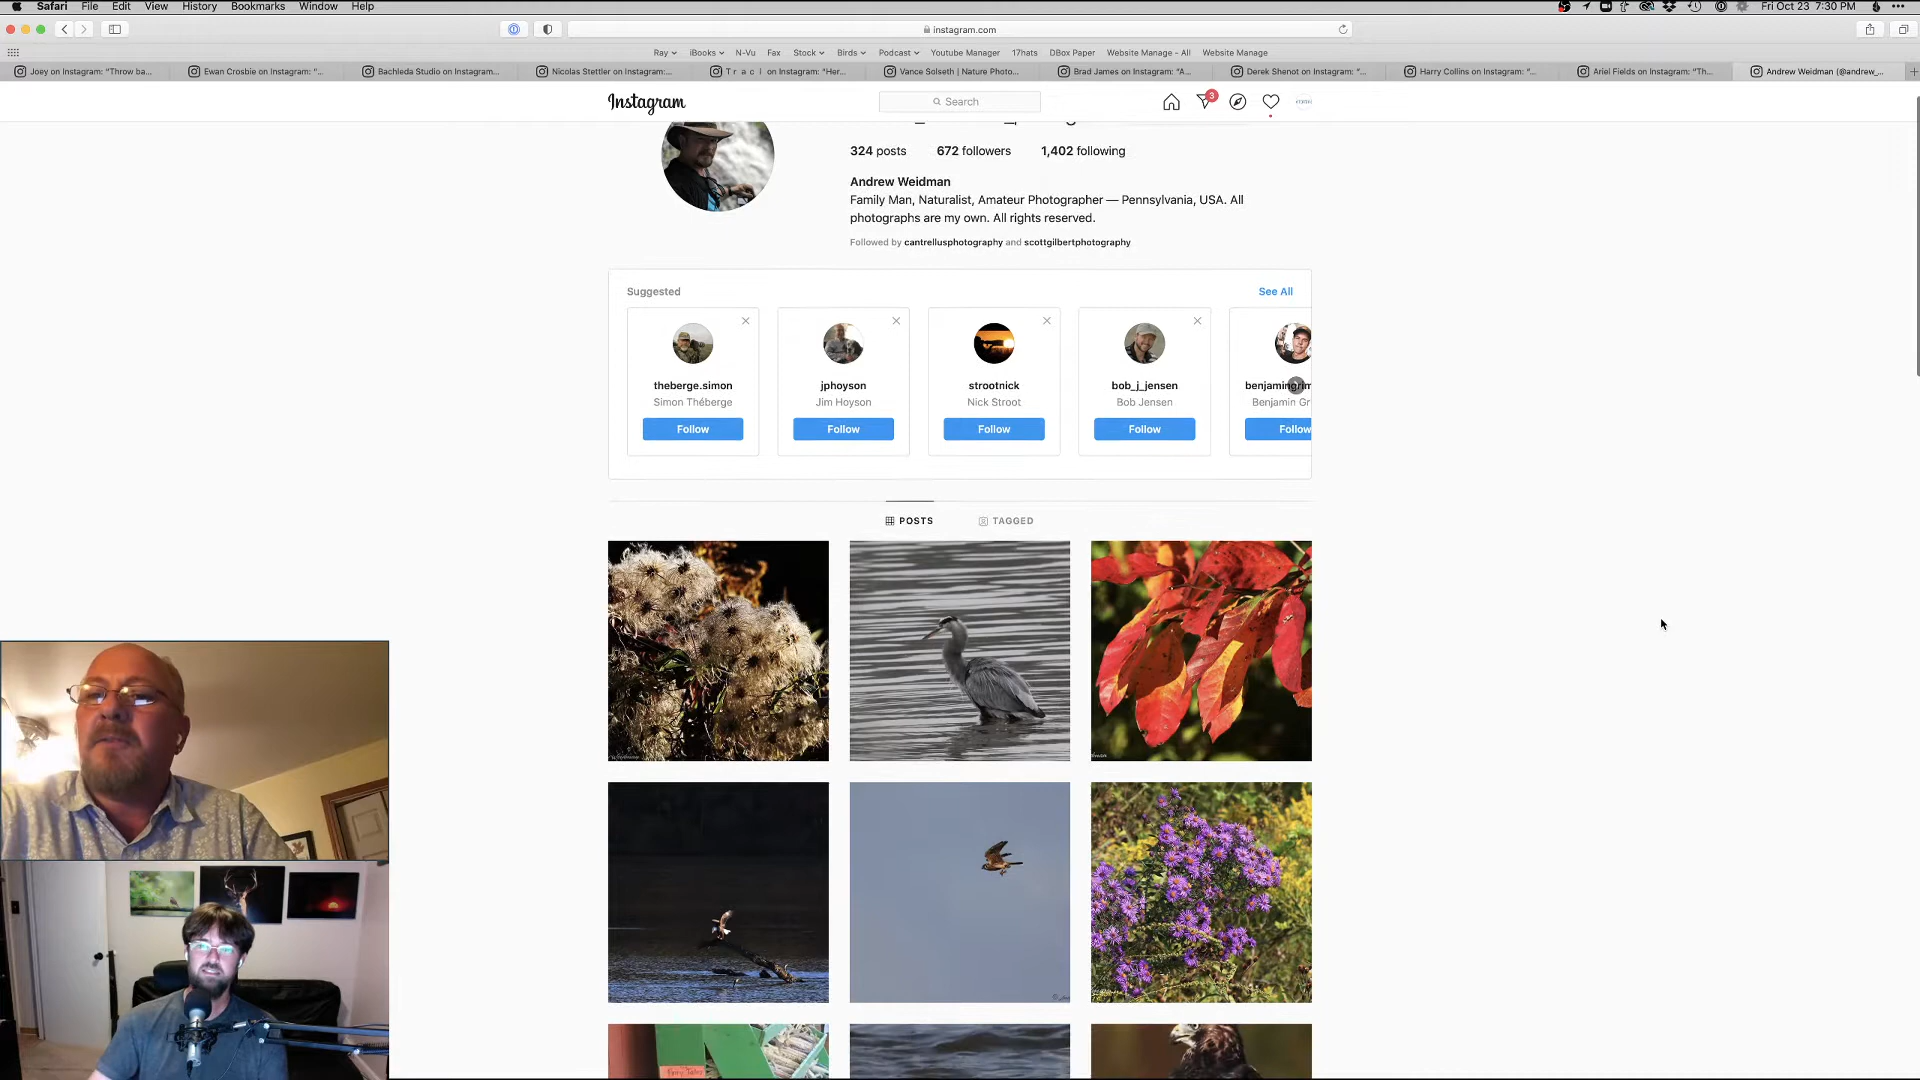 Safari File Edit View History Bookmarks Window Help Fri Oct 23 7:30 PM
instagram.com
Ray iBooks N-Vu Fax Stock Birds Podcast Youtube Manager 17hats DBox Paper Website Manage - All Website Manage
Joey on Instagram: “Throw ba... Ewan Crosbie on Instagram: “... Bachleda Studio on Instagram... Nicolas Stettler on Instagram:... T r a c i on Instagram: “Her... Vance Solseth | Nature Photo... Brad James on Instagram: “A... Derek Shenot on Instagram: “... Harry Collins on Instagram: “... Ariel Fields on Instagram: “Th... Andrew Weidman (@andrew_...
Instagram Search 3
324 posts 672 followers 1,402 following
Andrew Weidman
Family Man, Naturalist, Amateur Photographer — Pennsylvania, USA. All
photographs are my own. All rights reserved.
Followed by cantrellusphotography and scottgilbertphotography
Suggested See All
theberge.simon jphoyson strootnick bob_j_jensen benjamingrim
Simon Théberge Jim Hoyson Nick Stroot Bob Jensen Benjamin Gr
Follow Follow Follow Follow Follow
POSTS TAGGED